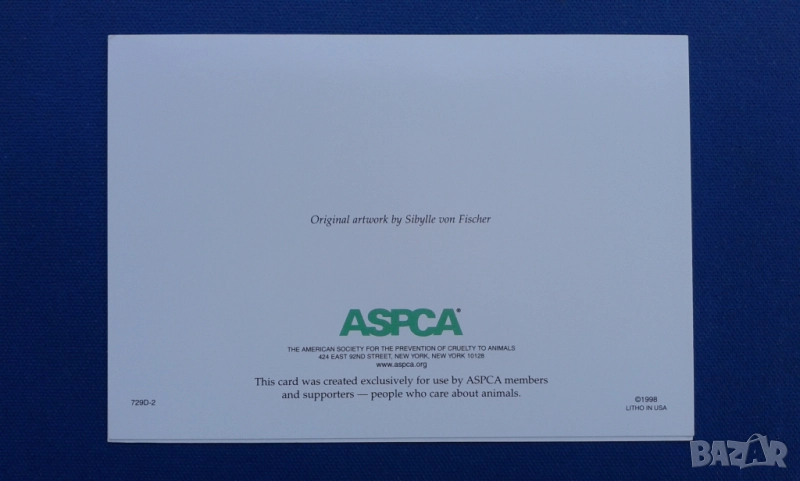 Original artwork by Sibylle von Fischer
ASPCA®
THE AMERICAN SOCIETY FOR THE PREVENTION OF CRUELTY TO ANIMALS
424 EAST 92ND STREET, NEW YORK, NEW YORK 10128
www.aspca.org
This card was created exclusively for use by ASPCA members
and supporters — people who care about animals.
729D-2
©1998
LITHO IN USA
BAZAR